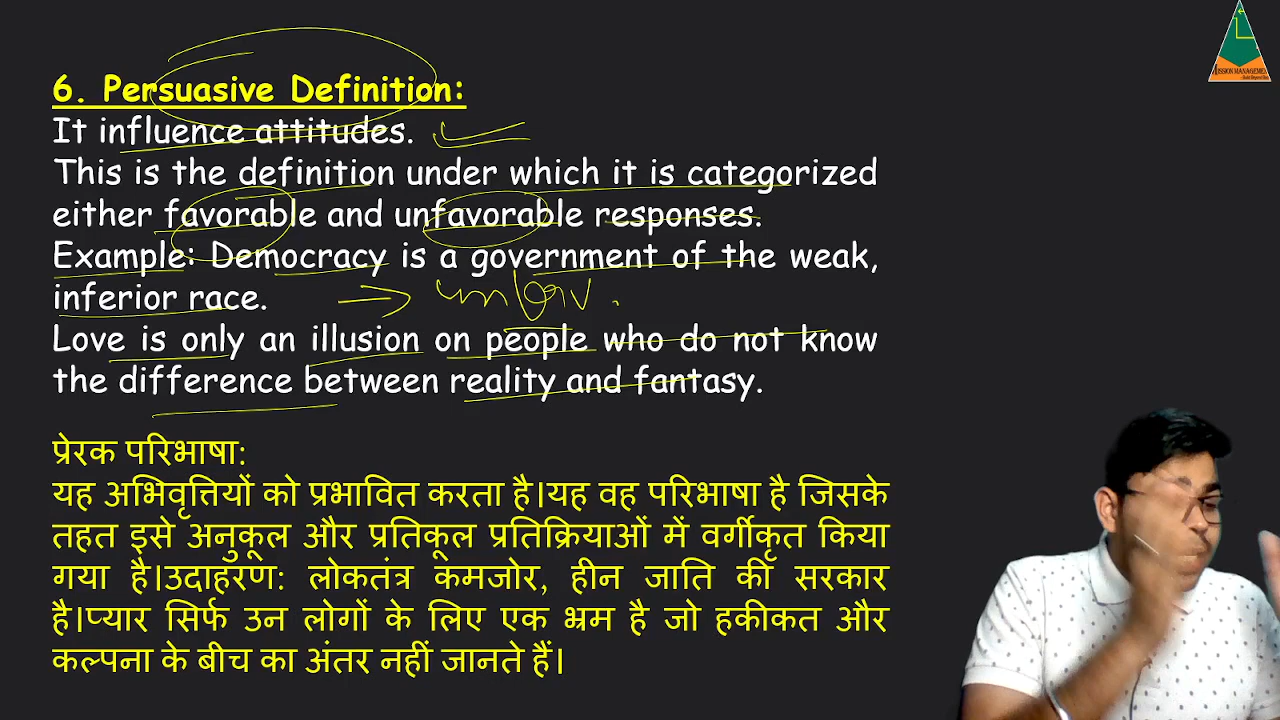 6. Persuasive Definition:
It influence attitudes.
This is the definition under which it is categorized
either favorable and unfavorable responses.
Example: Democracy is a government of the weak,
inferior race.
Love is only an illusion on people who do not know
the difference between reality and fantasy.
प्रेरक परिभाषा:
यह अभिवृत्तियों को प्रभावित करता है।यह वह परिभाषा है जिसके
तहत इसे अनुकूल और प्रतिकूल प्रतिक्रियाओं में वर्गीकृत किया
गया है।उदाहरण: लोकतंत्र कमजोर, हीन जाति की सरकार
है।प्यार सिर्फ उन लोगों के लिए एक भ्रम है जो हकीकत और
कल्पना के बीच का अंतर नहीं जानते हैं।